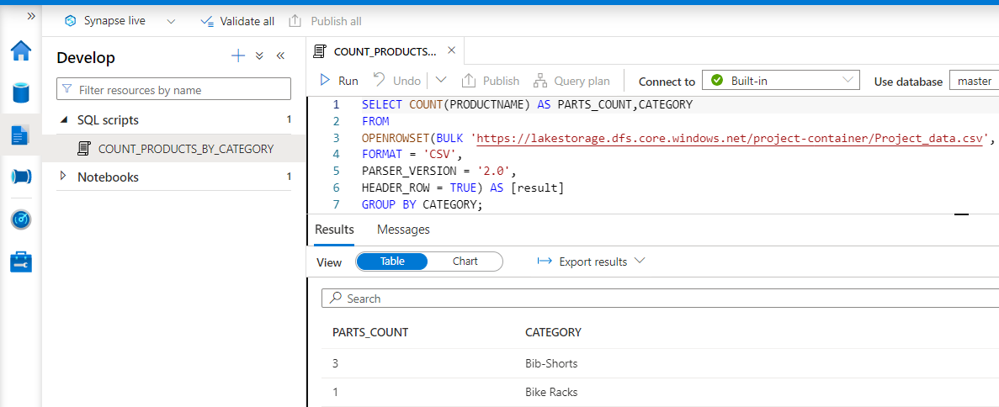 Synapse live
Validate all
Publish all
Develop
Filter resources by name
SQL scripts 1
COUNT_PRODUCTS_BY_CATEGORY
Notebooks 1
COUNT_PRODUCTS...
Run Undo Publish Query plan Connect to Built-in Use database master
1 SELECT COUNT(PRODUCTNAME) AS PARTS_COUNT,CATEGORY
2 FROM
3 OPENROWSET(BULK 'https://lakestorage.dfs.core.windows.net/project-container/Project_data.csv',
4 FORMAT = 'CSV',
5 PARSER_VERSION = '2.0',
6 HEADER_ROW = TRUE) AS [result]
7 GROUP BY CATEGORY;
Results Messages
View Table Chart Export results
Search
PARTS_COUNT CATEGORY
3 Bib-Shorts
1 Bike Racks